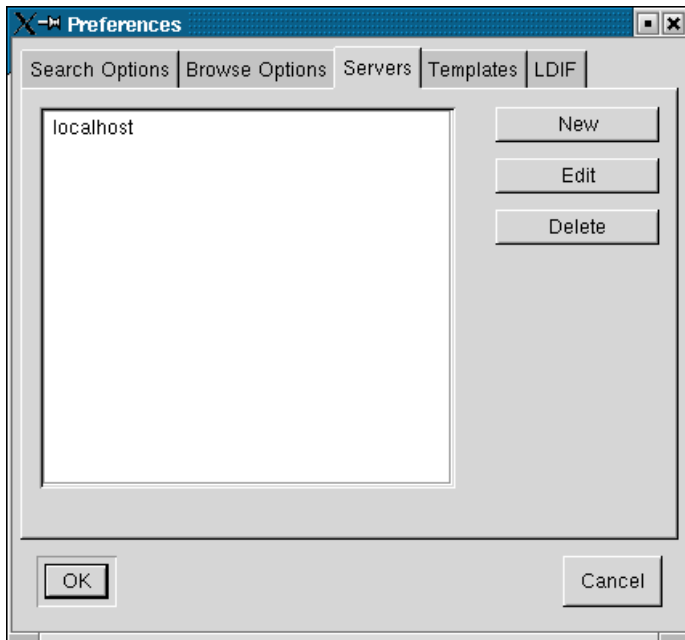 Preferences
Search Options Browse Options Servers Templates LDIF
localhost
New
Edit
Delete
OK
Cancel